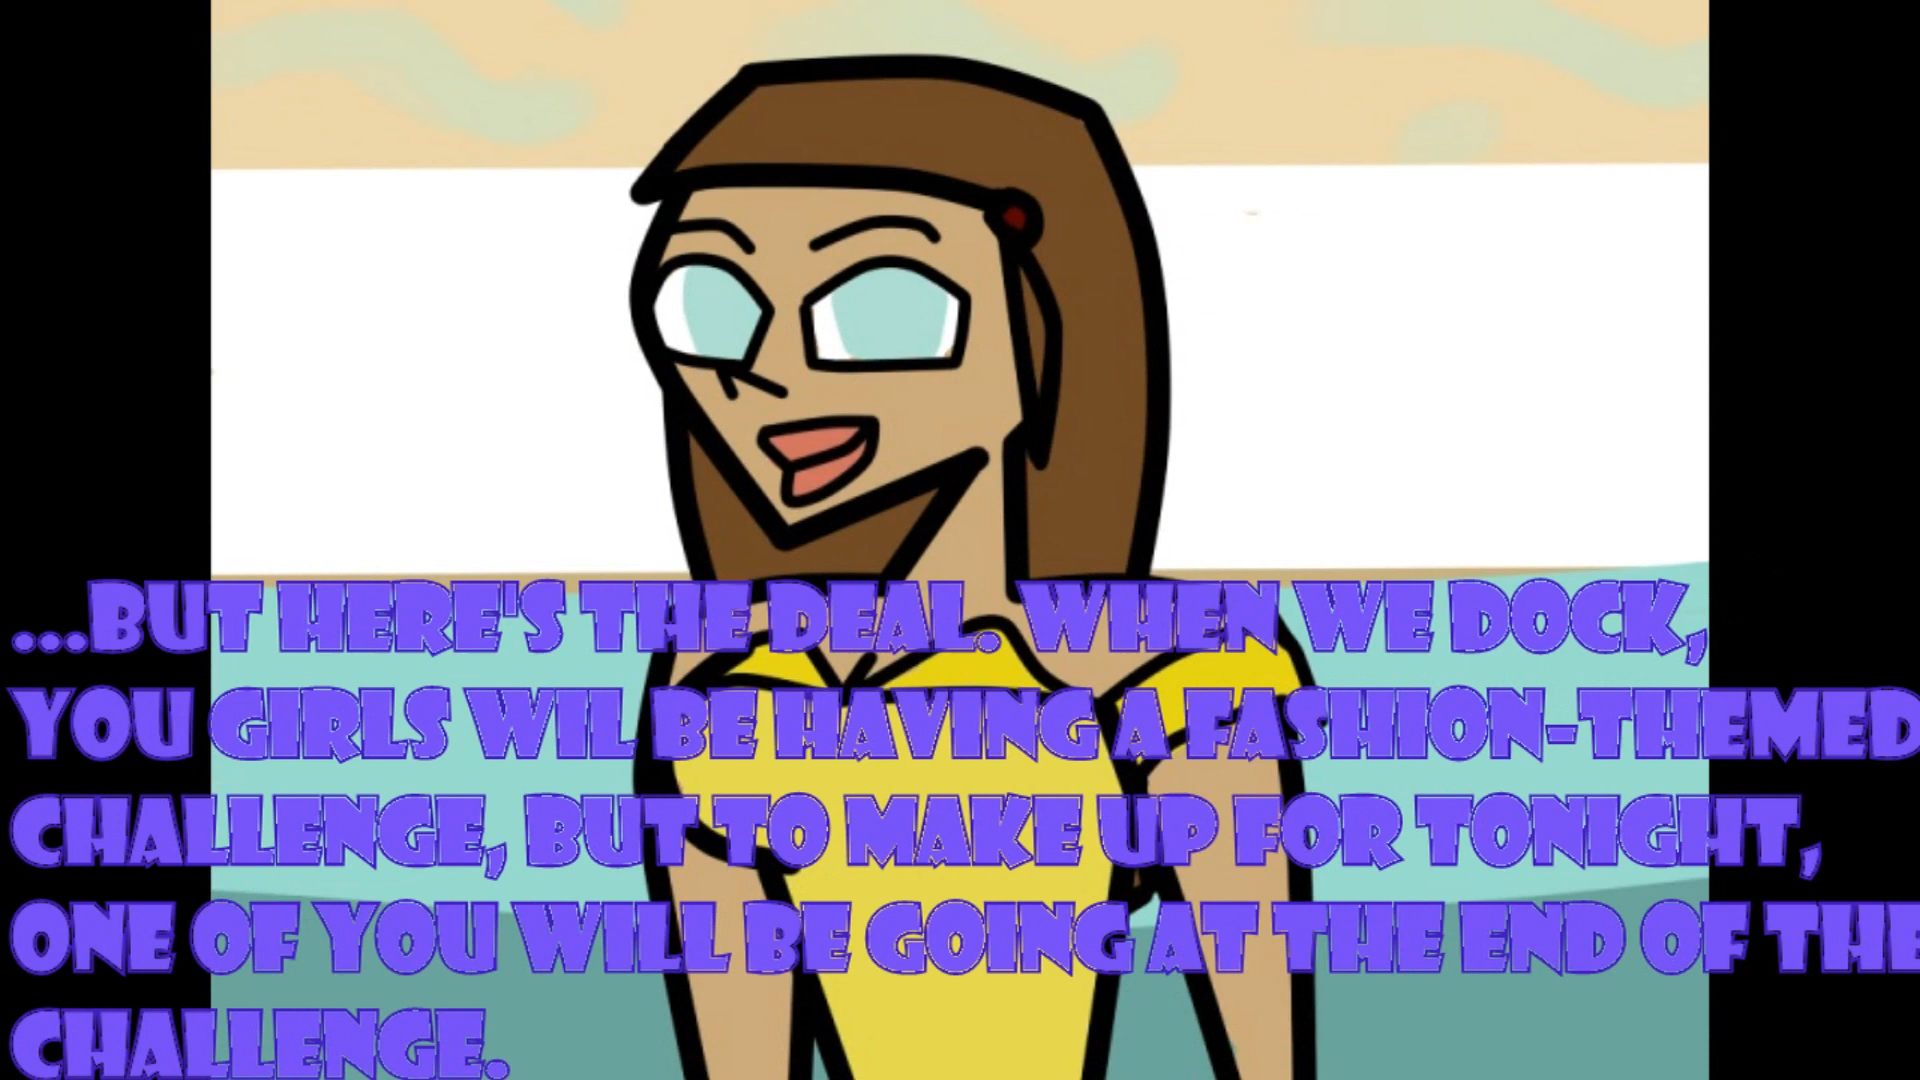 ...BUT HERE'S THE DEAL. WHEN WE DOCK,
YOU GIRLS WIL BE HAVING A FASHION-THEMED
CHALLENGE, BUT TO MAKE UP FOR TONIGHT,
ONE OF YOU WILL BE GOING AT THE END OF THE
CHALLENGE.